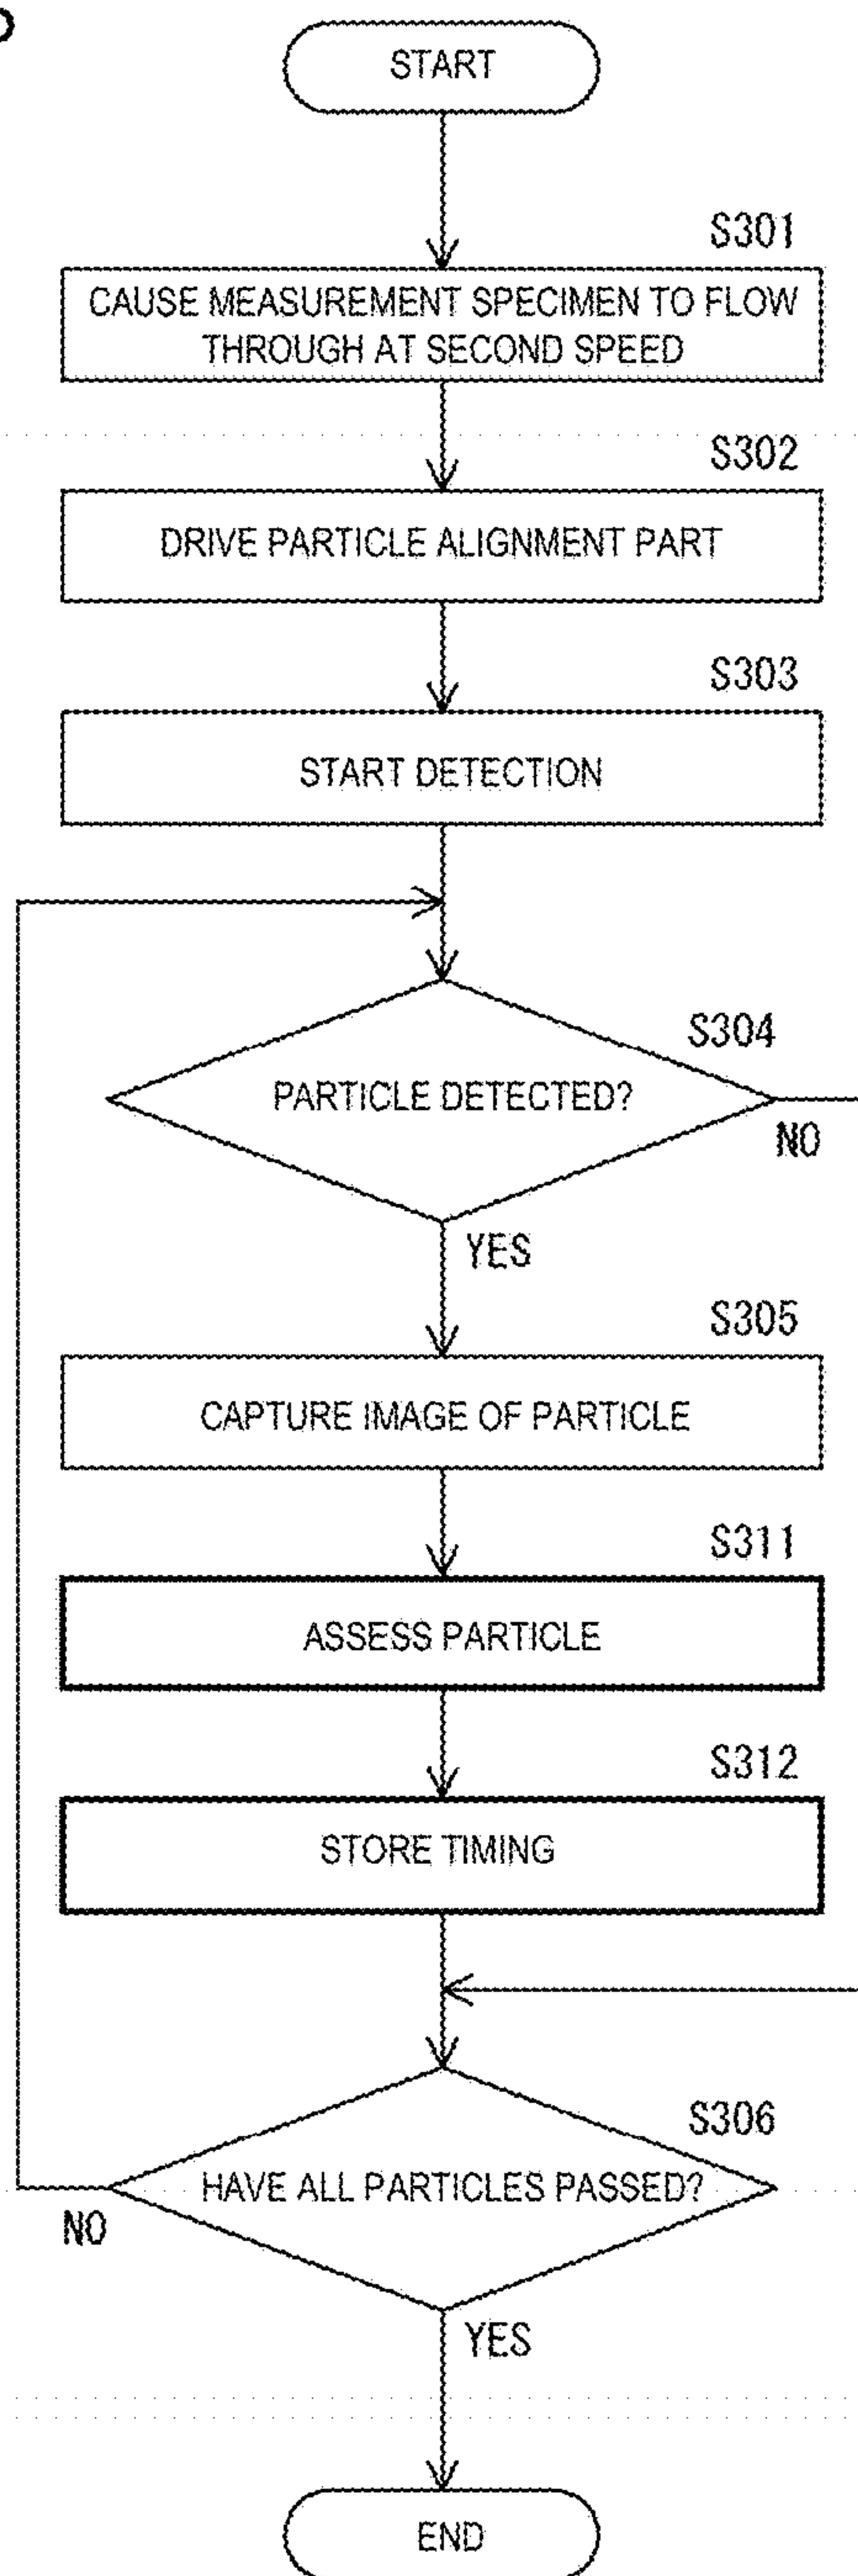 START
S301
CAUSE MEASUREMENT SPECIMEN TO FLOW
THROUGH AT SECOND SPEED
S302
DRIVE PARTICLE ALIGNMENT PART
S303
START DETECTION
S304
PARTICLE DETECTED?
NO
YES
S305
CAPTURE IMAGE OF PARTICLE
S311
ASSESS PARTICLE
S312
STORE TIMING
S306
HAVE ALL PARTICLES PASSED?
NO
YES
END